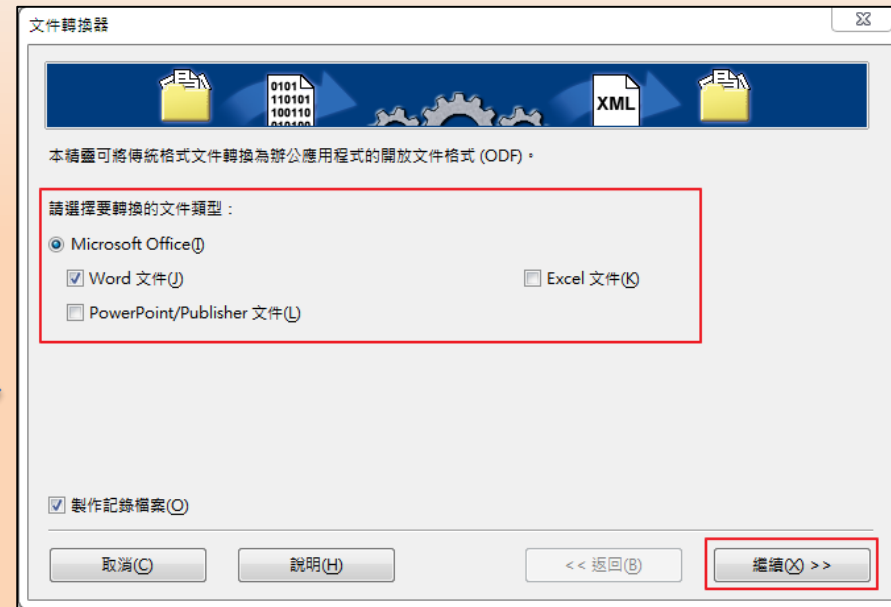 文件轉換器
0101
110101
100110
010100
XML
本精靈可將傳統格式文件轉換為辦公應用程式的開放文件格式 (ODF)。
請選擇要轉換的文件類型：
Microsoft Office(I)
Word 文件(J)
Excel 文件(K)
PowerPoint/Publisher 文件(L)
製作記錄檔案(O)
取消(C)
說明(H)
<< 返回(B)
繼續(X) >>